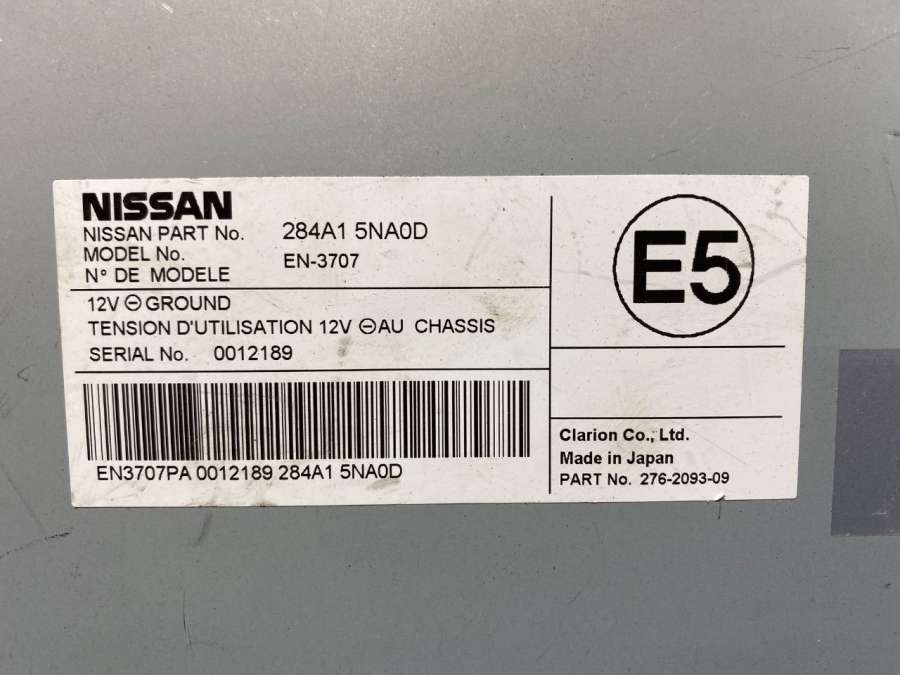 NISSAN
NISSAN PART No. 284A1 5NA0D
MODEL No. EN-3707
N° DE MODELE
12V ⊖ GROUND
TENSION D'UTILISATION 12V ⊖ AU CHASSIS
SERIAL No. 0012189
EN3707PA 0012189 284A1 5NA0D
E5
Clarion Co., Ltd.
Made in Japan
PART No. 276-2093-09